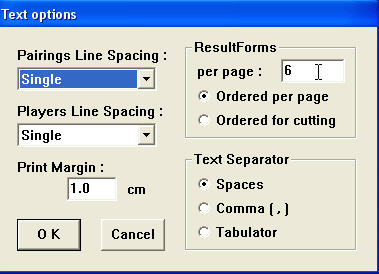 Text options
Pairings Line Spacing :
Single
Players Line Spacing :
Single
Print Margin :
1.0 cm
O K
Cancel
ResultForms
per page : 6
Ordered per page
Ordered for cutting
Text Separator
Spaces
Comma ( , )
Tabulator